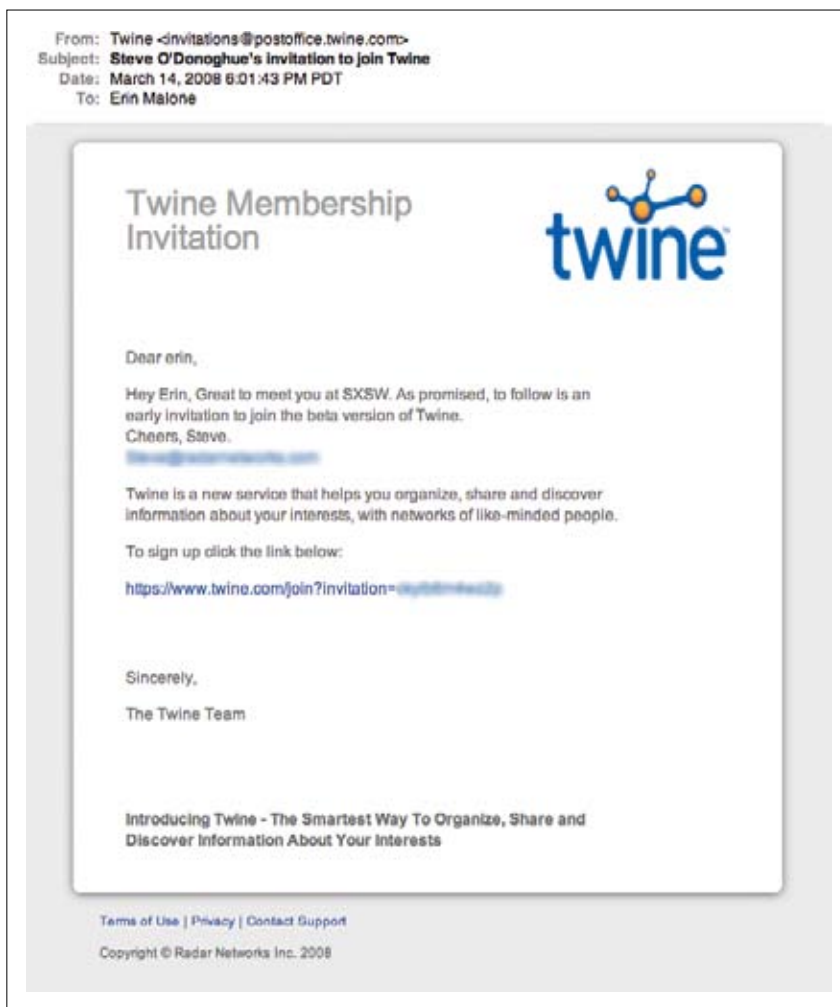 From: Twine <invitations@postoffice.twine.com>
Subject: Steve O'Donoghue's invitation to join Twine
Date: March 14, 2008 6:01:43 PM PDT
To: Erin Malone
Twine Membership
Invitation
twine
Dear erin,
Hey Erin, Great to meet you at SXSW. As promised, to follow is an
early invitation to join the beta version of Twine.
Cheers, Steve.
Twine is a new service that helps you organize, share and discover
information about your interests, with networks of like-minded people.
To sign up click the link below:
https://www.twine.com/join?invitation=
Sincerely,
The Twine Team
Introducing Twine - The Smartest Way To Organize, Share and
Discover Information About Your Interests
Terms of Use | Privacy | Contact Support
Copyright © Radar Networks Inc. 2008